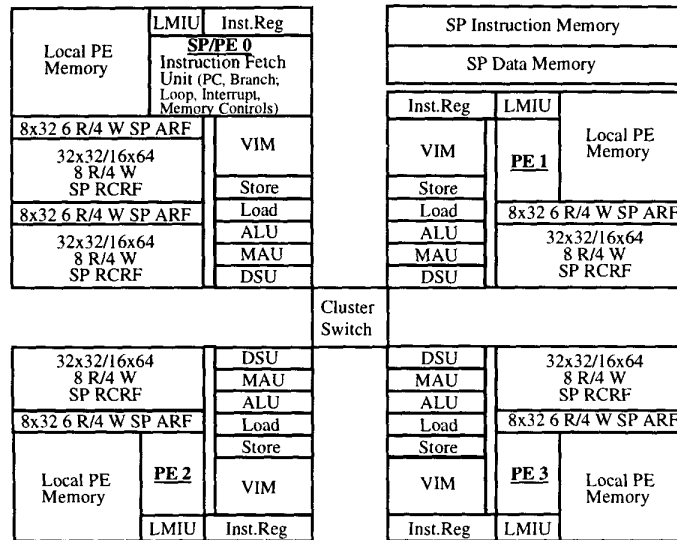 LMIU Inst.Reg
Local PE
Memory
SP/PE 0
Instruction Fetch
Unit (PC, Branch;
Loop, Interrupt,
Memory Controls)
8x32 6 R/4 W SP ARF
32x32/16x64
8 R/4 W
SP RCRF
8x32 6 R/4 W SP ARF
32x32/16x64
8 R/4 W
SP RCRF
VIM
Store
Load
ALU
MAU
DSU
SP Instruction Memory
SP Data Memory
Inst.Reg LMIU
VIM
Store
Load
ALU
MAU
DSU
PE 1
Local PE
Memory
8x32 6 R/4 W SP ARF
32x32/16x64
8 R/4 W
SP RCRF
Cluster
Switch
32x32/16x64
8 R/4 W
SP RCRF
8x32 6 R/4 W SP ARF
Local PE
Memory
PE 2
DSU
MAU
ALU
Load
Store
VIM
LMIU Inst.Reg
DSU
MAU
ALU
Load
Store
VIM
32x32/16x64
8 R/4 W
SP RCRF
8x32 6 R/4 W SP ARF
PE 3
Local PE
Memory
Inst.Reg LMIU